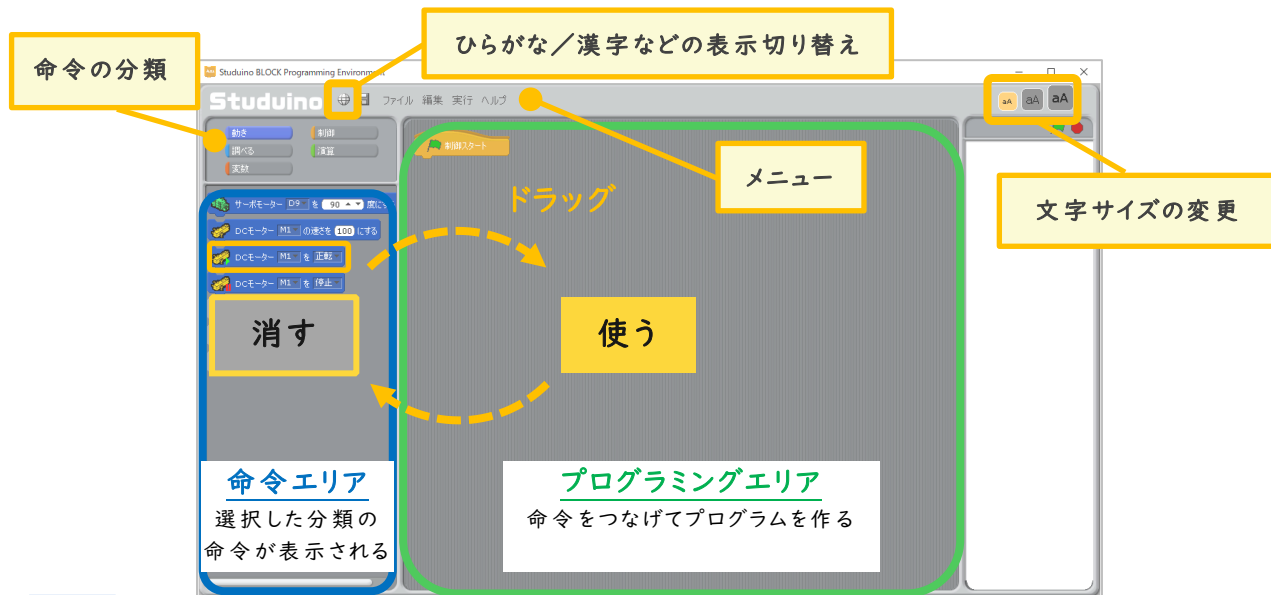 ひらがな／漢字などの表示切り替え
命令の分類
Studuino BLOCK Programming Environment
Studuino
ファイル 編集 実行 ヘルプ
aA aA aA
動き 制御
調べる 演算
変数
制御スタート
メニュー
文字サイズの変更
サーボモーター D9 を 90 度にす
DCモーター M1 の速さを 100 にする
DCモーター M1 を 正転
DCモーター M1 を 停止
ドラッグ
消す
使う
命令エリア
選択した分類の
命令が表示される
プログラミングエリア
命令をつなげてプログラムを作る